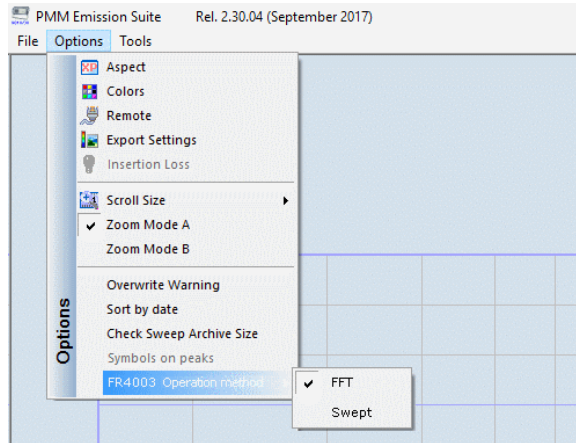 PMM Emission Suite Rel. 2.30.04 (September 2017)
File Options Tools
Aspect
Colors
Remote
Export Settings
Insertion Loss
Scroll Size
Zoom Mode A
Zoom Mode B
Overwrite Warning
Sort by date
Check Sweep Archive Size
Symbols on peaks
FR4003 Operation method
FFT
Swept
Options